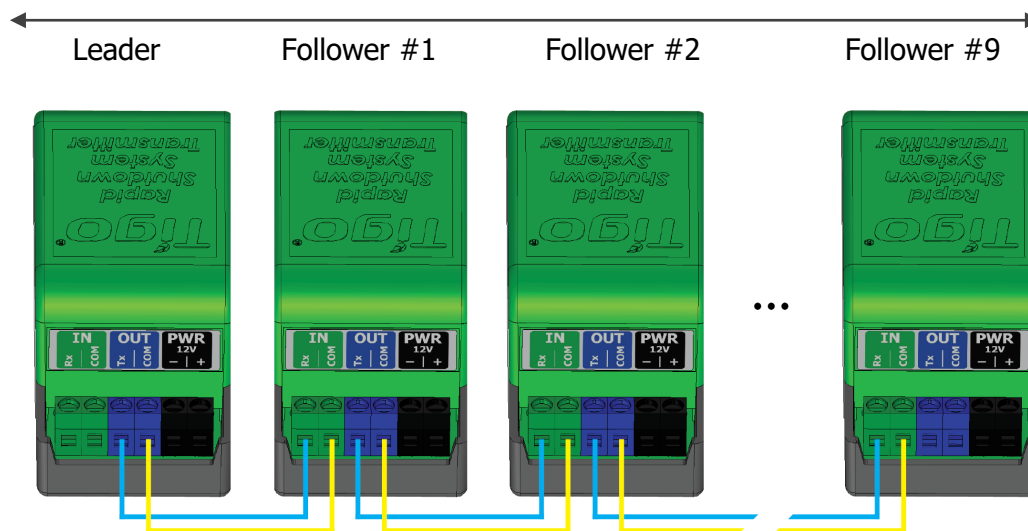 Leader Follower #1 Follower #2 Follower #9
Tigo®
Rapid
Shutdown
System
Transmitter
IN OUT PWR
12V
Rx | COM Tx | COM − | +
Tigo®
Rapid
Shutdown
System
Transmitter
IN OUT PWR
12V
Rx | COM Tx | COM − | +
Tigo®
Rapid
Shutdown
System
Transmitter
IN OUT PWR
12V
Rx | COM Tx | COM − | +
...
Tigo®
Rapid
Shutdown
System
Transmitter
IN OUT PWR
12V
Rx | COM Tx | COM − | +